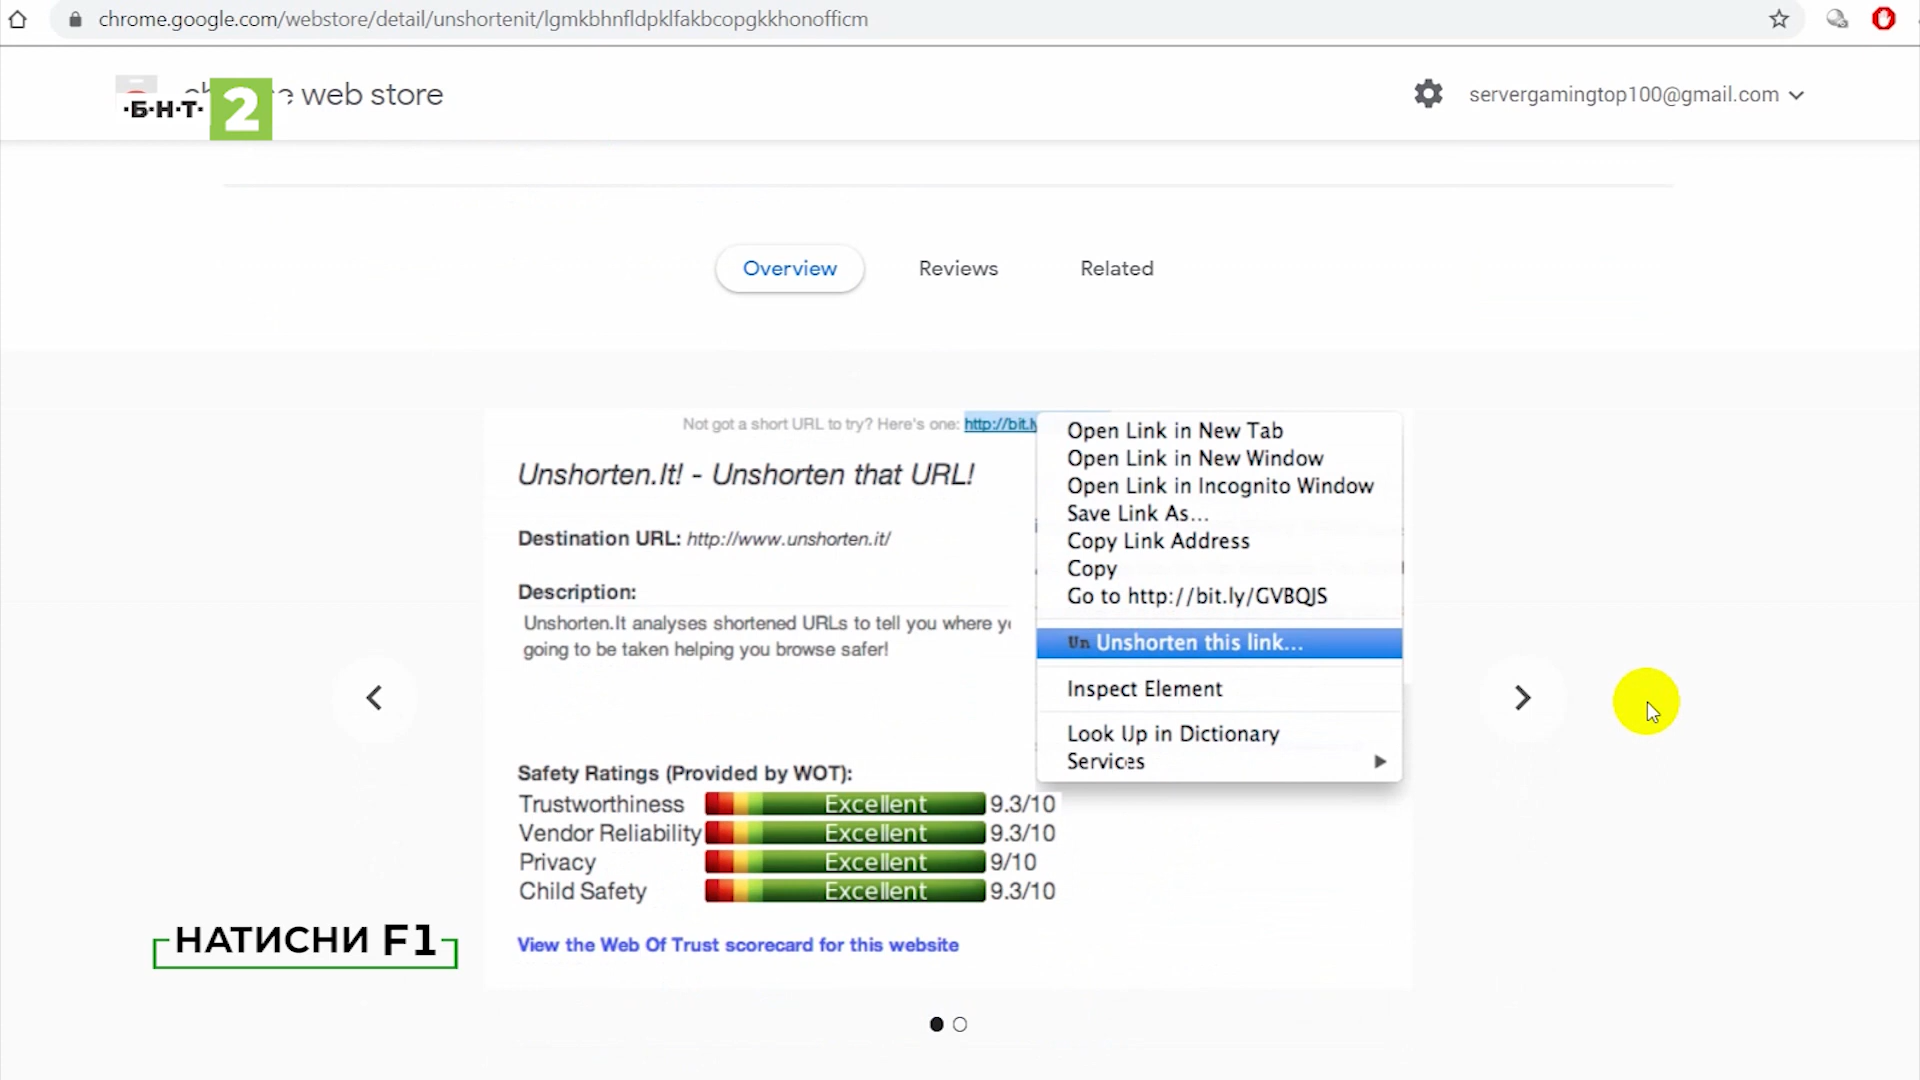 chrome.google.com/webstore/detail/unshortenit/lgmkbhnfldpklfakbcopgkkhonofficm
·Б·Н·Т· 2
web store
servergamingtop100@gmail.com
Overview
Reviews
Related
Not got a short URL to try? Here's one: http://bit.ly
Unshorten.It! - Unshorten that URL!
Destination URL: http://www.unshorten.it/
Description:
Unshorten.It analyses shortened URLs to tell you where
going to be taken helping you browse safer!
Open Link in New Tab
Open Link in New Window
Open Link in Incognito Window
Save Link As...
Copy Link Address
Copy
Go to http://bit.ly/GVBQJS
Un Unshorten this link...
Inspect Element
Look Up in Dictionary
Services
Safety Ratings (Provided by WOT):
Trustworthiness Excellent 9.3/10
Vendor Reliability Excellent 9.3/10
Privacy Excellent 9/10
Child Safety Excellent 9.3/10
View the Web Of Trust scorecard for this website
НАТИСНИ F1